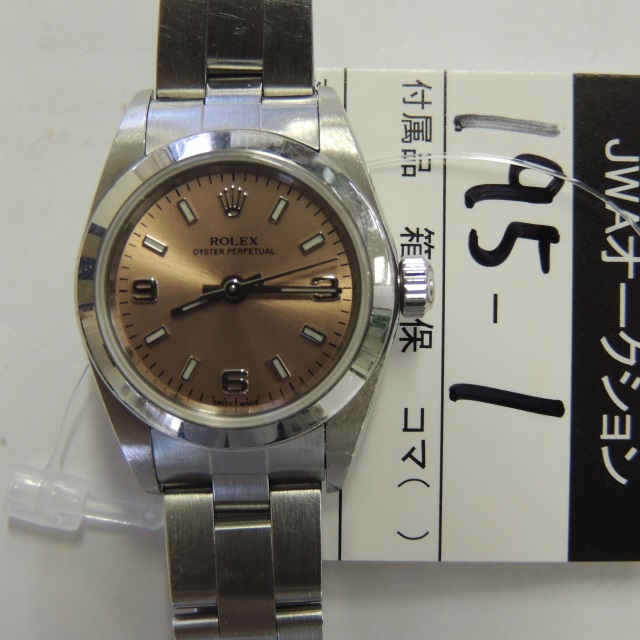 ROLEX
OYSTER PERPETUAL
9
3
6
JWAオークション
195-1
付属品 箱 保 コマ( )